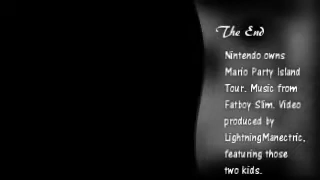 The End
Nintendo owns
Mario Party Island
Tour. Music from
Fatboy Slim. Video
produced by
LightningManectric,
featuring those
two kids.